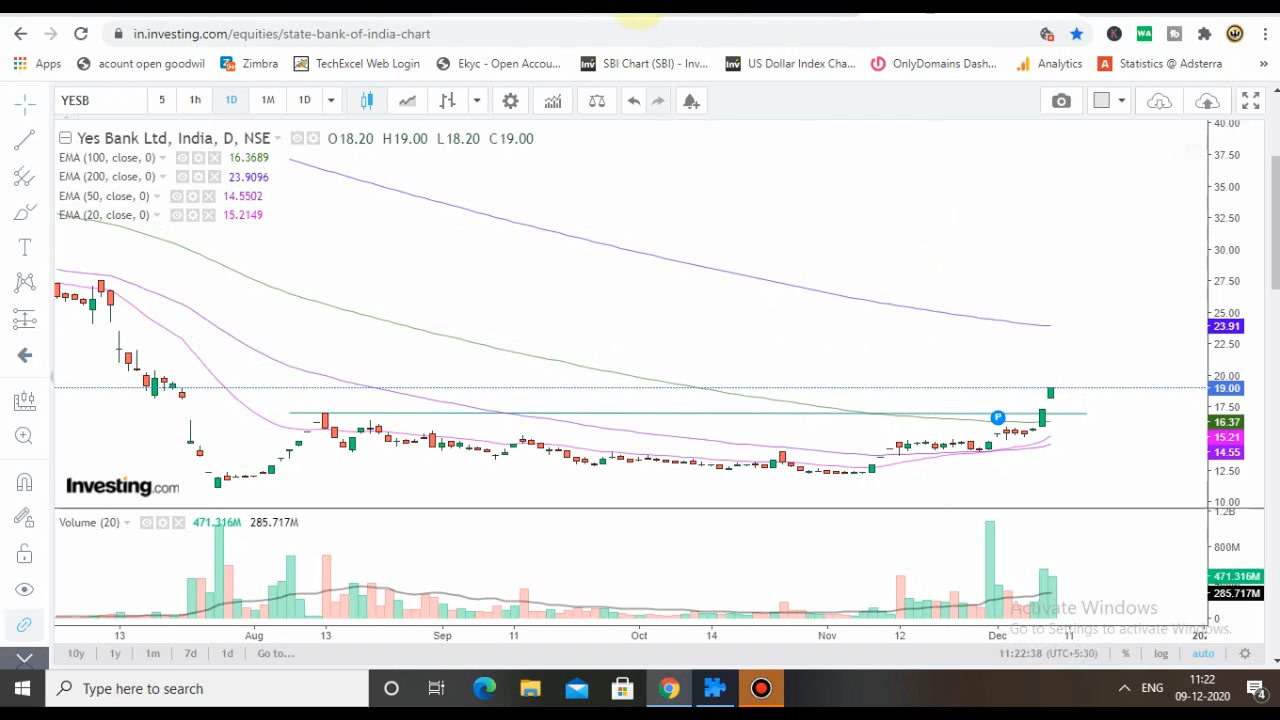 in.investing.com/equities/state-bank-of-india-chart
Apps acount open goodwil Zimbra TechExcel Web Login Ekyc - Open Accou... SBI Chart (SBI) - Inv... US Dollar Index Cha... OnlyDomains Dash... Analytics Statistics @ Adsterra »
YESB 5 1h 1D 1M 1D
Yes Bank Ltd, India, D, NSE O18.20 H19.00 L18.20 C19.00
EMA (100, close, 0) 16.3689
EMA (200, close, 0) 23.9096
EMA (50, close, 0) 14.5502
EMA (20, close, 0) 15.2149
40.00
37.50
35.00
32.50
30.00
27.50
25.00
23.91
22.50
20.00
19.00
17.50
16.37
15.21
14.55
12.50
10.00
P
Investing.com
Volume (20) 471.316M 285.717M
1.2B
800M
471.316M
285.717M
0
Activate Windows
Go to Settings to activate Windows.
13 Aug 13 Sep 11 Oct 14 Nov 12 Dec 11
10y 1y 1m 7d 1d Go to... 11:22:38 (UTC+5:30) % log auto
Type here to search
ENG
11:22
09-12-2020
4